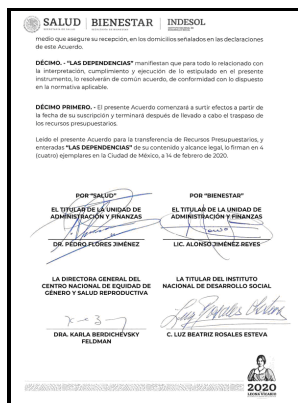 SALUD
BIENESTAR
INDESOL
SECRETARÍA DE SALUD
SECRETARÍA DE BIENESTAR
medio que asegure su recepción, en los domicilios señalados en las declaraciones
de este Acuerdo.
DÉCIMO. - "LAS DEPENDENCIAS" manifiestan que para todo lo relacionado con
la interpretación, cumplimiento y ejecución de lo estipulado en el presente
instrumento, lo resolverán de común acuerdo, de conformidad con lo dispuesto
en la normativa aplicable.
DÉCIMO PRIMERO. - El presente Acuerdo comenzará a surtir efectos a partir de
la fecha de su suscripción y terminará después de llevado a cabo el traspaso de
los recursos presupuestarios.
Leído el presente Acuerdo para la transferencia de Recursos Presupuestarios, y
enteradas "LAS DEPENDENCIAS" de su contenido y alcance legal, lo firman en 4
(cuatro) ejemplares en la Ciudad de México, a 14 de febrero de 2020.
POR "SALUD"
EL TITULAR DE LA UNIDAD DE
ADMINISTRACIÓN Y FINANZAS
DR. PEDRO FLORES JIMÉNEZ
POR "BIENESTAR"
EL TITULAR DE LA UNIDAD DE
ADMINISTRACIÓN Y FINANZAS
LIC. ALONSO JIMÉNEZ REYES
LA DIRECTORA GENERAL DEL
CENTRO NACIONAL DE EQUIDAD DE
GÉNERO Y SALUD REPRODUCTIVA
DRA. KARLA BERDICHEVSKY
FELDMAN
LA TITULAR DEL INSTITUTO
NACIONAL DE DESARROLLO SOCIAL
Luz Rosales Esteva
C. LUZ BEATRIZ ROSALES ESTEVA
2020
LEONA VICARIO